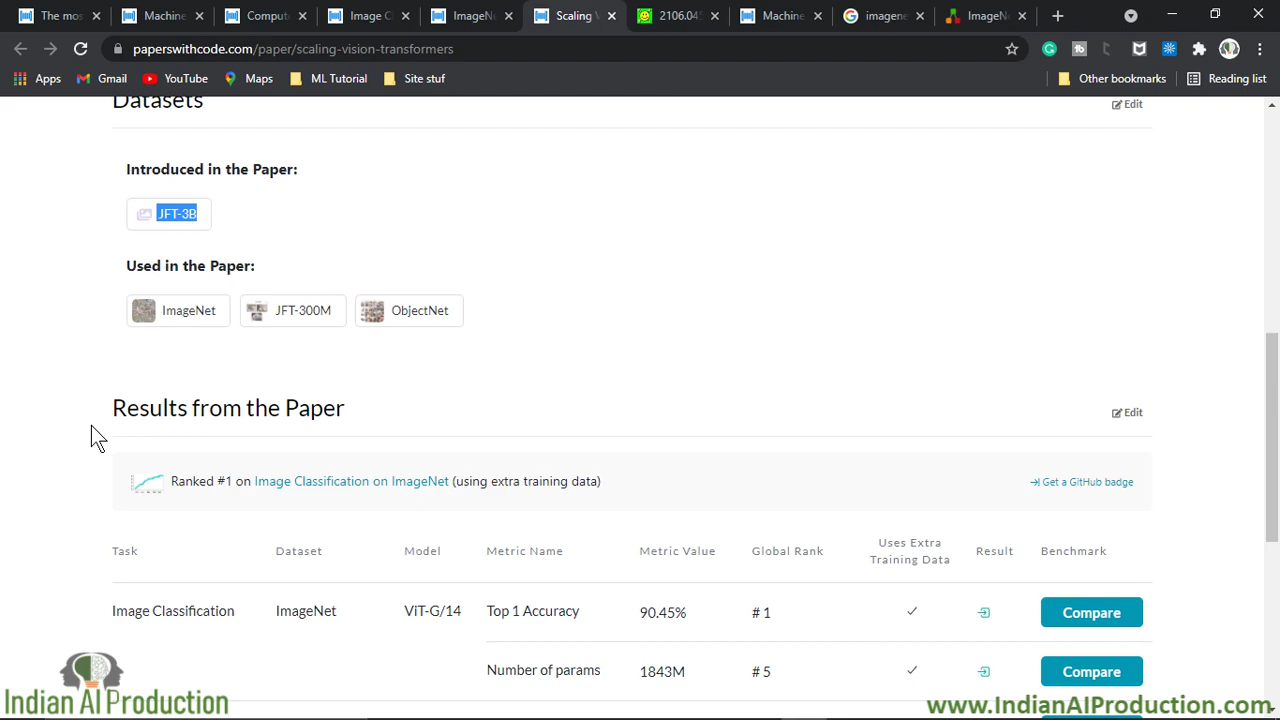 The mos
Machine
Compute
Image C
ImageN
Scaling V
2106.045
Machine
imagene
ImageN
paperswithcode.com/paper/scaling-vision-transformers
Apps
Gmail
YouTube
Maps
ML Tutorial
Site stuf
Other bookmarks
Reading list
Datasets
Edit
Introduced in the Paper:
JFT-3B
Used in the Paper:
ImageNet
JFT-300M
ObjectNet
Results from the Paper
Edit
Ranked #1 on Image Classification on ImageNet (using extra training data)
Get a GitHub badge
Task
Dataset
Model
Metric Name
Metric Value
Global Rank
Uses Extra
Training Data
Result
Benchmark
Image Classification
ImageNet
ViT-G/14
Top 1 Accuracy
90.45%
# 1
Compare
Number of params
1843M
# 5
Compare
Indian AI Production
www.IndianAIProduction.com